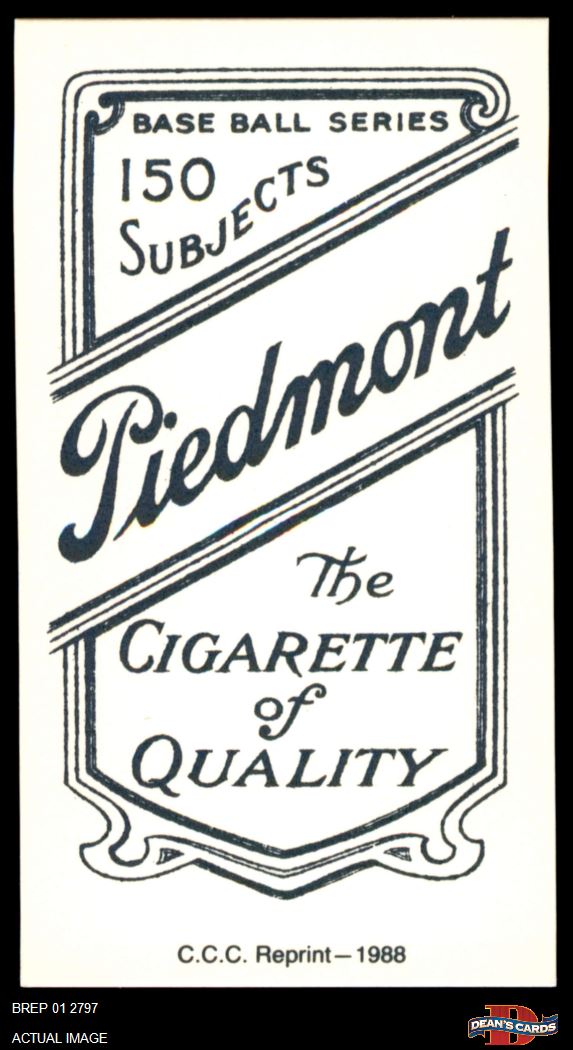 BASE BALL SERIES
150
SUBJECTS
Piedmont
The
CIGARETTE
of
QUALITY
C.C.C. Reprint—1988
BREP 01 2797
ACTUAL IMAGE
D
DEAN'S CARDS